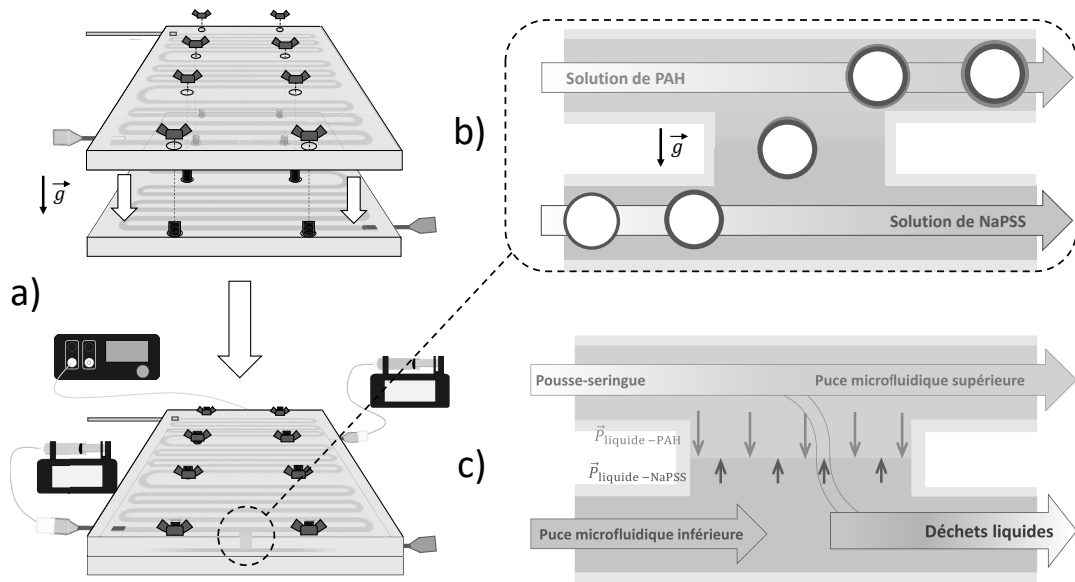 a)
g
b)
Solution de PAH
g
Solution de NaPSS
c)
Pousse-seringue
Puce microfluidique supérieure
P liquide−PAH
P liquide−NaPSS
Puce microfluidique inférieure
Déchets liquides